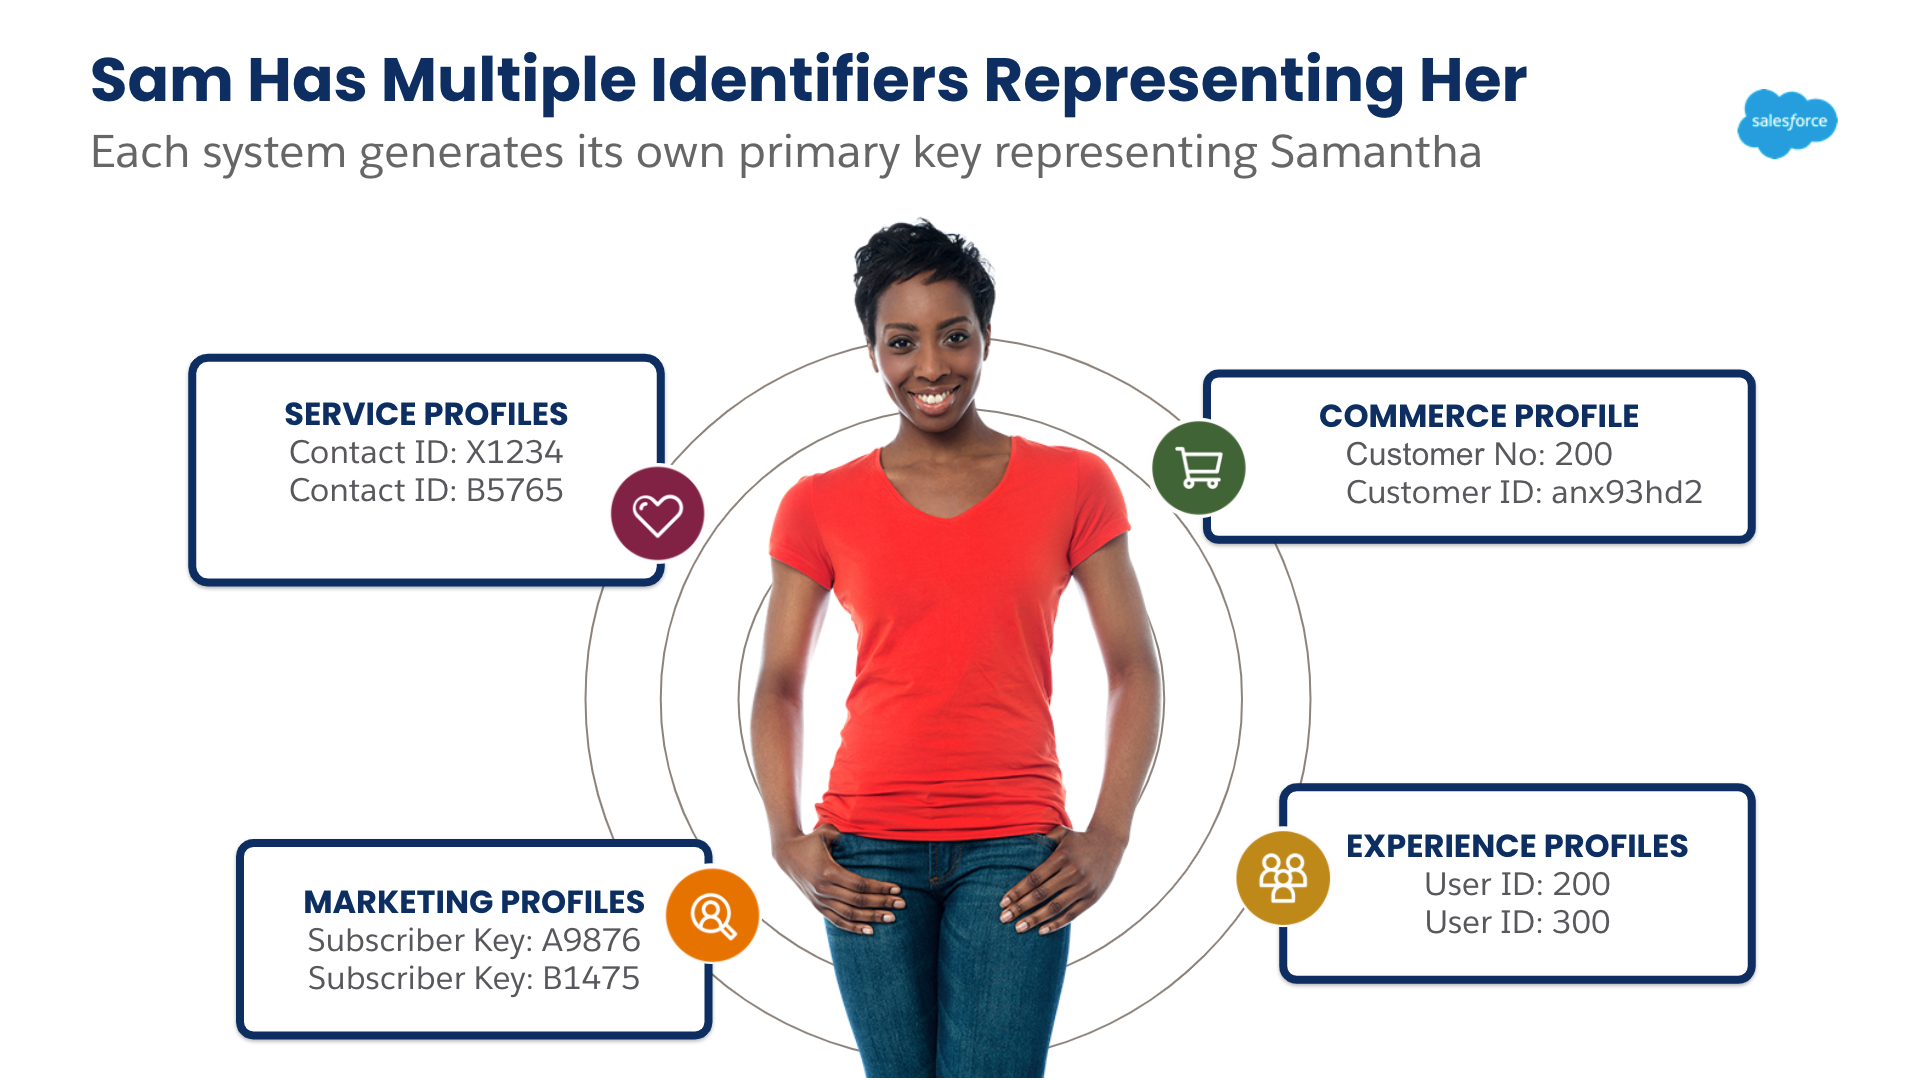 Sam Has Multiple Identifiers Representing Her
Each system generates its own primary key representing Samantha
salesforce
SERVICE PROFILES
Contact ID: X1234
Contact ID: B5765
COMMERCE PROFILE
Customer No: 200
Customer ID: anx93hd2
MARKETING PROFILES
Subscriber Key: A9876
Subscriber Key: B1475
EXPERIENCE PROFILES
User ID: 200
User ID: 300